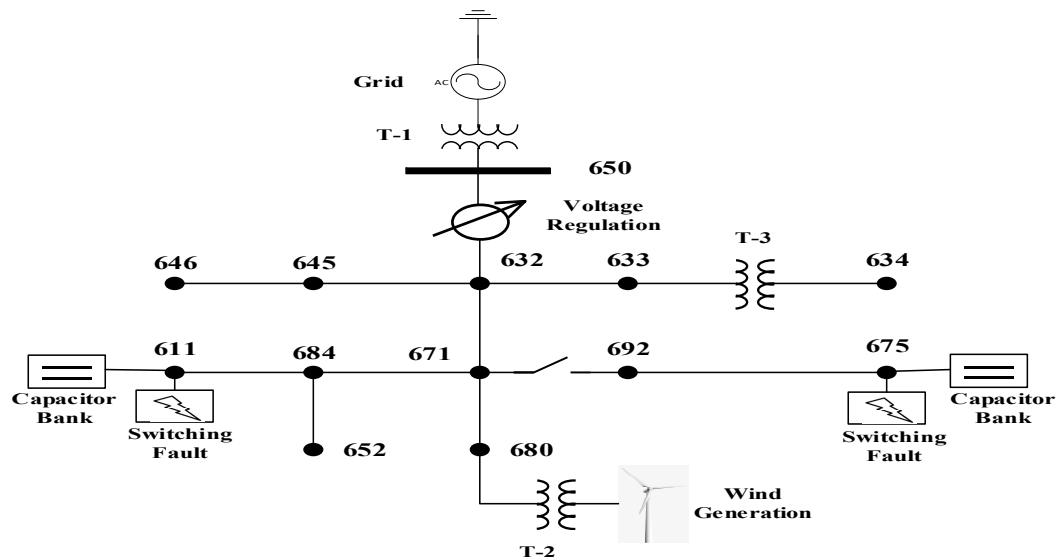 Grid
AC
T-1
650
Voltage
Regulation
T-3
646
645
632
633
634
611
684
671
692
675
Capacitor
Bank
Switching
Fault
652
680
Switching
Fault
Capacitor
Bank
Wind
Generation
T-2